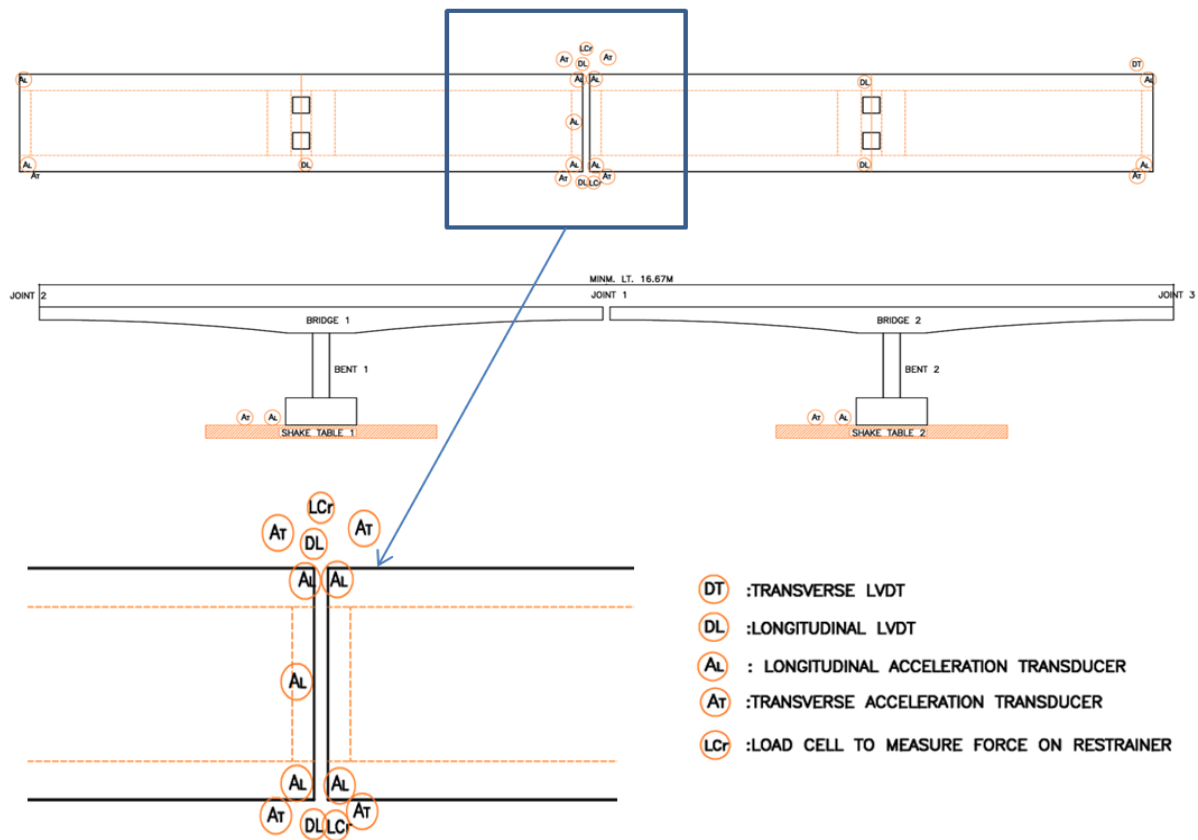 LCr
AT AT
DL DT
AL AL AL AL
DL DL
AL
AL DL AL AL DL AL
AT AT DL LCr AT AT
MINM. LT. 16.67M
JOINT 2 JOINT 1 JOINT 3
BRIDGE 1 BRIDGE 2
BENT 1 BENT 2
AT AL AT AL
SHAKE TABLE 1 SHAKE TABLE 2
LCr
AT AT
DL
AL AL
AL
AL AL
AT AT
DL LCr
DT :TRANSVERSE LVDT
DL :LONGITUDINAL LVDT
AL : LONGITUDINAL ACCELERATION TRANSDUCER
AT :TRANSVERSE ACCELERATION TRANSDUCER
LCr :LOAD CELL TO MEASURE FORCE ON RESTRAINER